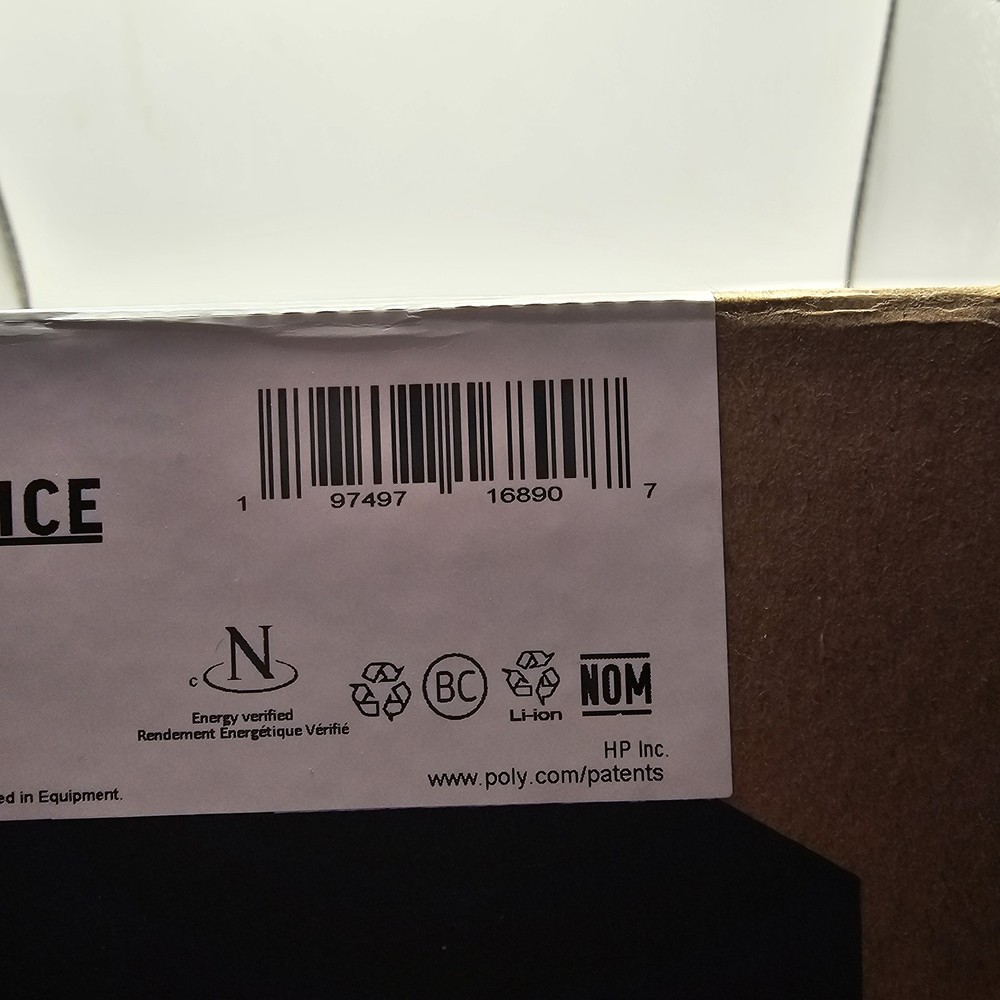 1 97497 16890 7
ICE
N
c
Energy verified
Rendement Énergétique Vérifié
BC
Li-ion
NOM
HP Inc.
www.poly.com/patents
ed in Equipment.